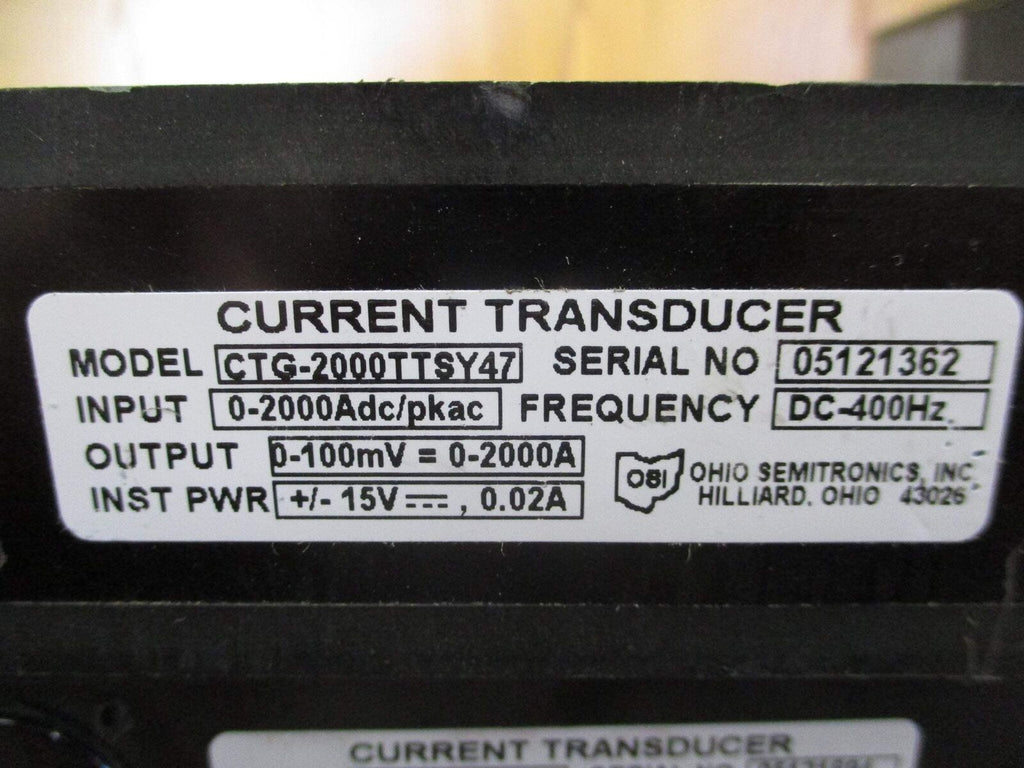 CURRENT TRANSDUCER
MODEL CTG-2000TTSY47 SERIAL NO 05121362
INPUT 0-2000Adc/pkac FREQUENCY DC-400Hz
OUTPUT 0-100mV = 0-2000A
INST PWR +/- 15V⎓, 0.02A
OSI OHIO SEMITRONICS, INC.
HILLIARD. OHIO 43026
CURRENT TRANSDUCER